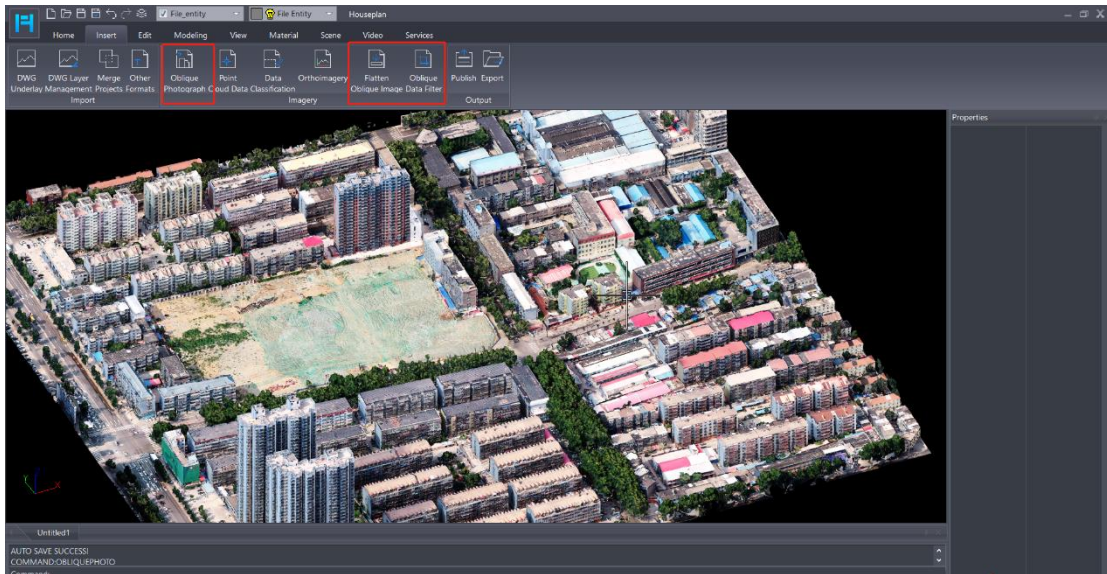 File_entity File Entity Houseplan
Home Insert Edit Modeling View Material Scene Video Services
DWG DWG Layer Merge Other Oblique Point Data Orthoimagery Flatten Oblique Publish Export
Underlay Management Projects Formats Photograph Cloud Data Classification Oblique Image Data Filter
Import Imagery Output
Properties
X
Untitled1
AUTO SAVE SUCCESS!
COMMAND:OBLIQUEPHOTO
Command: